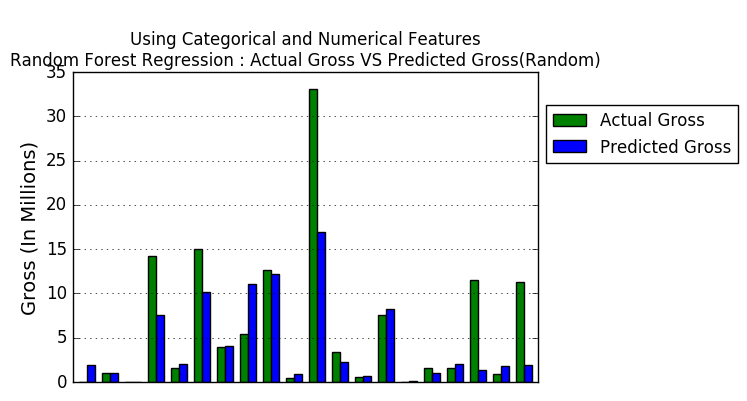 Using Categorical and Numerical Features
Random Forest Regression : Actual Gross VS Predicted Gross(Random)
35
30
25
20
15
10
5
0
Gross (In Millions)
Actual Gross
Predicted Gross